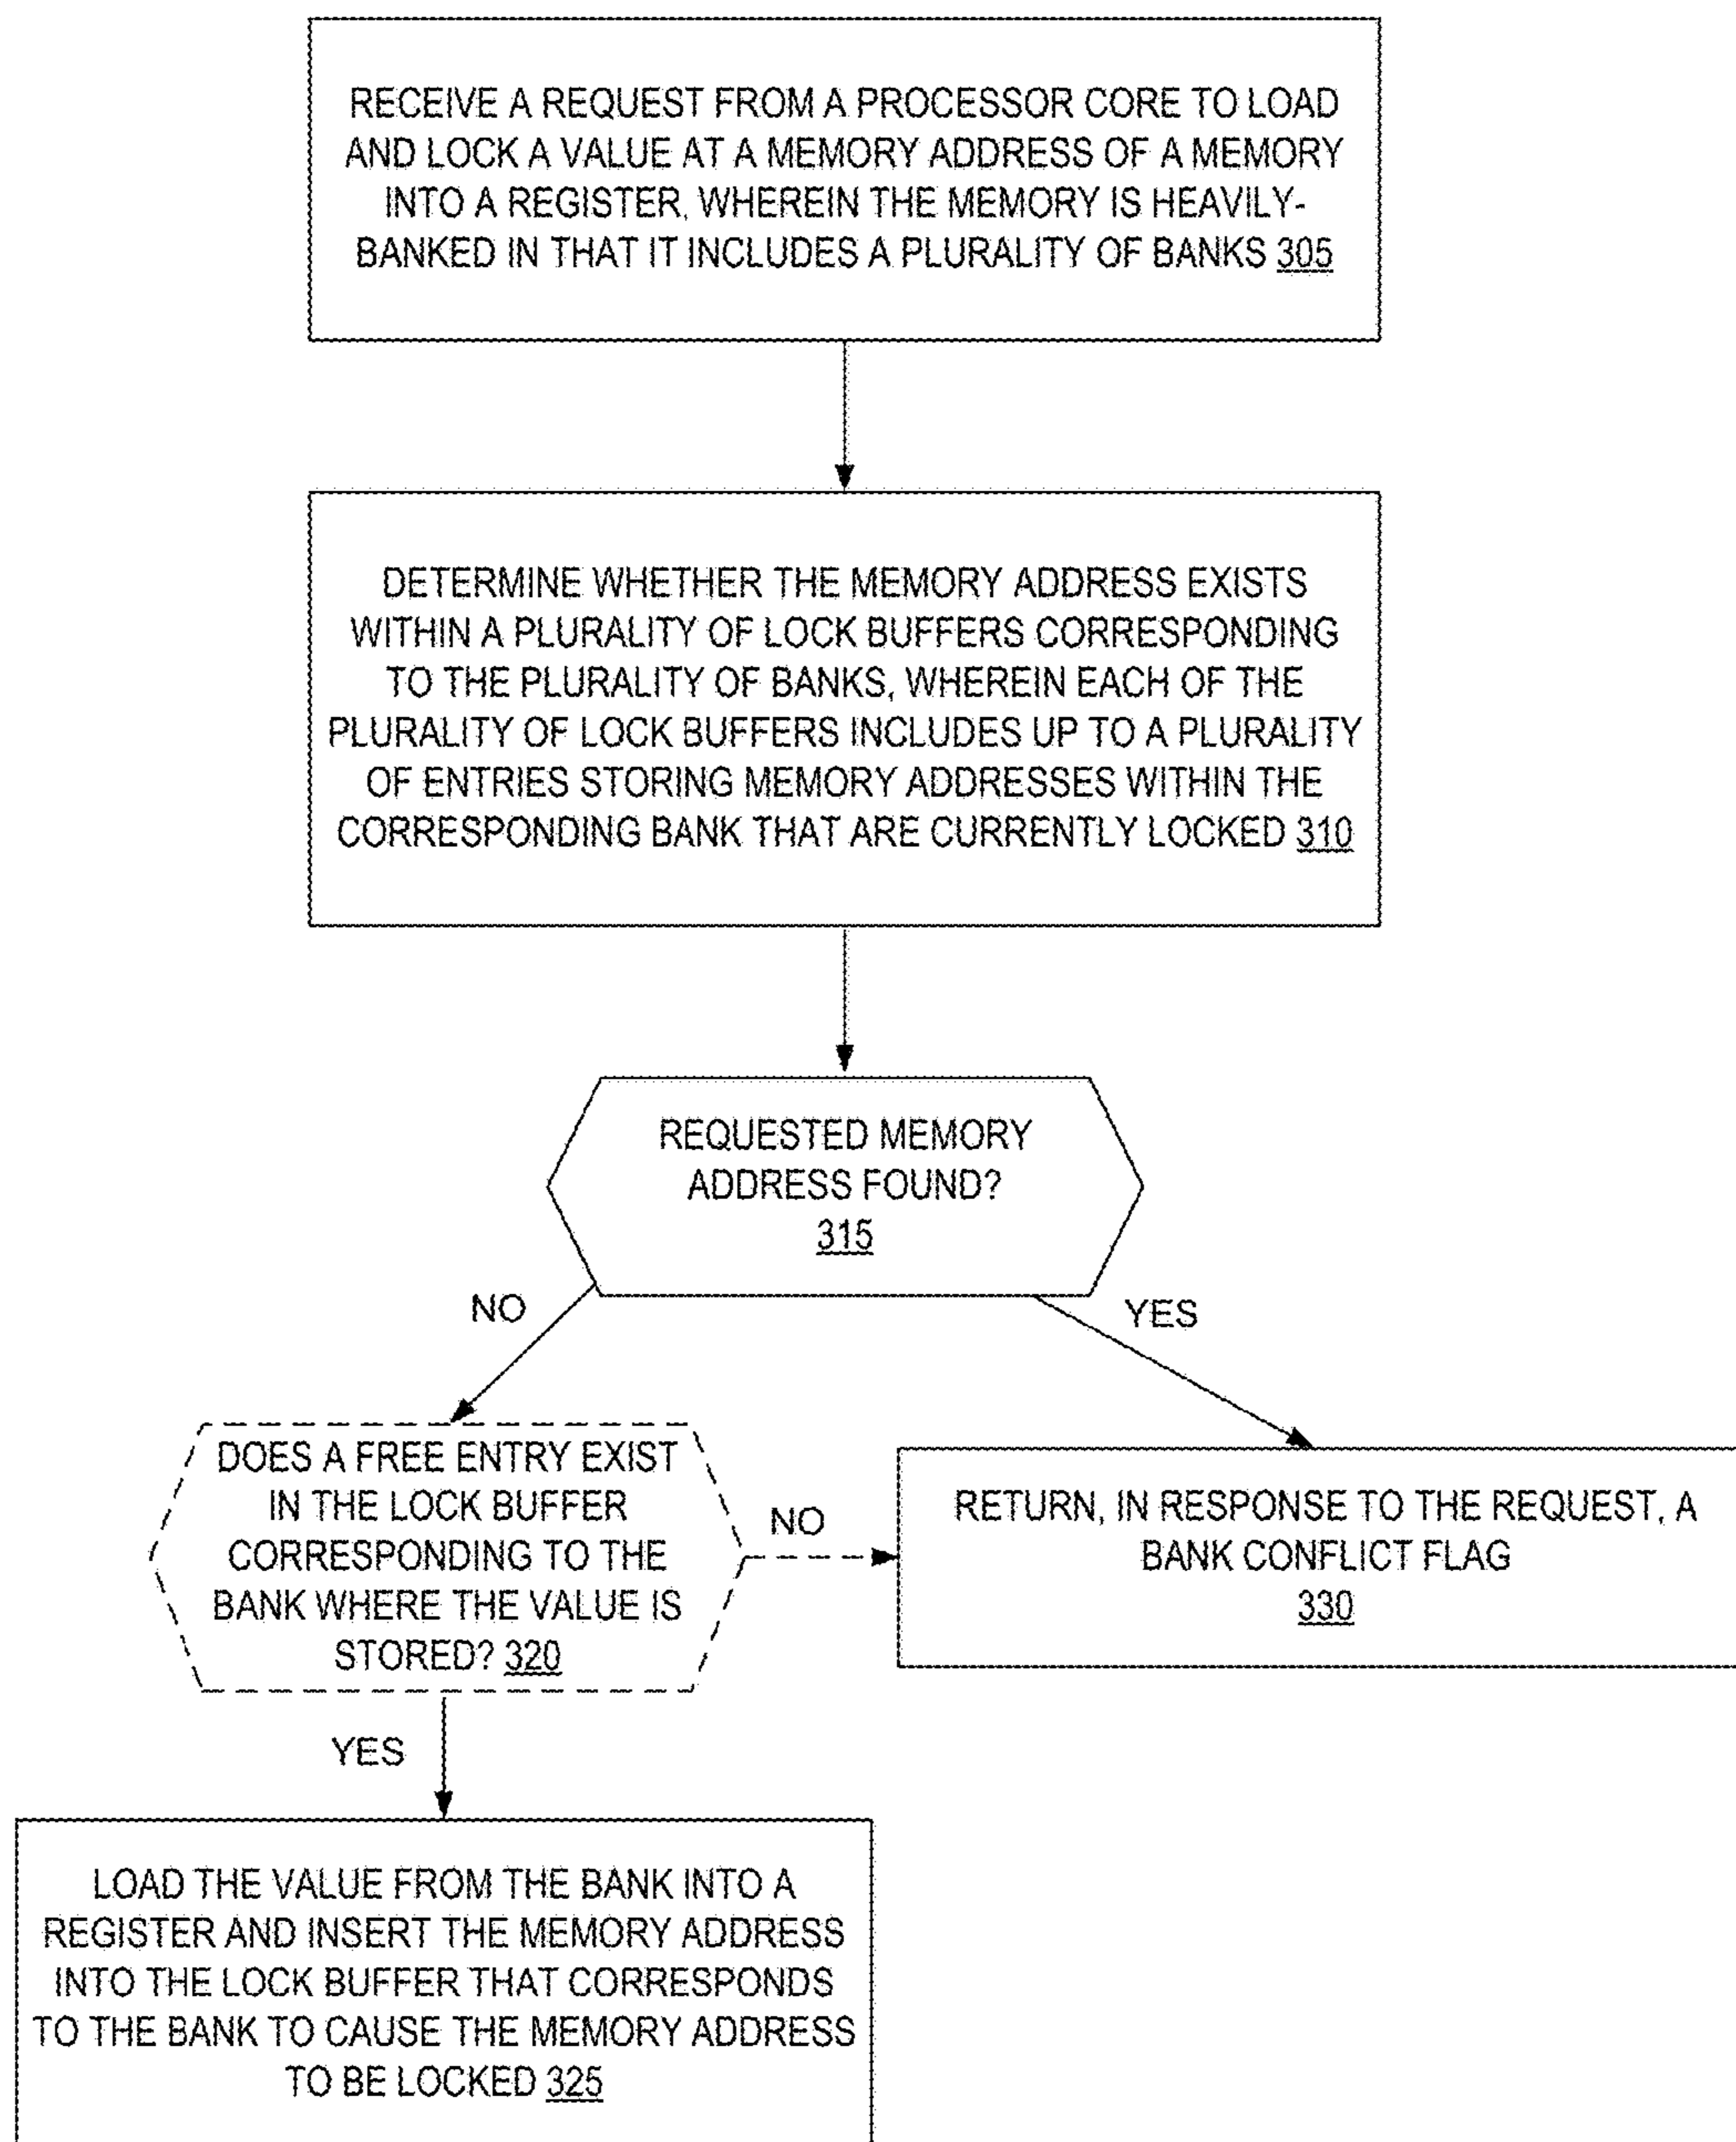 RECEIVE A REQUEST FROM A PROCESSOR CORE TO LOAD
AND LOCK A VALUE AT A MEMORY ADDRESS OF A MEMORY
INTO A REGISTER, WHEREIN THE MEMORY IS HEAVILY-
BANKED IN THAT IT INCLUDES A PLURALITY OF BANKS 305
DETERMINE WHETHER THE MEMORY ADDRESS EXISTS
WITHIN A PLURALITY OF LOCK BUFFERS CORRESPONDING
TO THE PLURALITY OF BANKS, WHEREIN EACH OF THE
PLURALITY OF LOCK BUFFERS INCLUDES UP TO A PLURALITY
OF ENTRIES STORING MEMORY ADDRESSES WITHIN THE
CORRESPONDING BANK THAT ARE CURRENTLY LOCKED 310
REQUESTED MEMORY
ADDRESS FOUND?
315
NO
YES
DOES A FREE ENTRY EXIST
IN THE LOCK BUFFER
CORRESPONDING TO THE
BANK WHERE THE VALUE IS
STORED? 320
NO
RETURN, IN RESPONSE TO THE REQUEST, A
BANK CONFLICT FLAG
330
YES
LOAD THE VALUE FROM THE BANK INTO A
REGISTER AND INSERT THE MEMORY ADDRESS
INTO THE LOCK BUFFER THAT CORRESPONDS
TO THE BANK TO CAUSE THE MEMORY ADDRESS
TO BE LOCKED 325